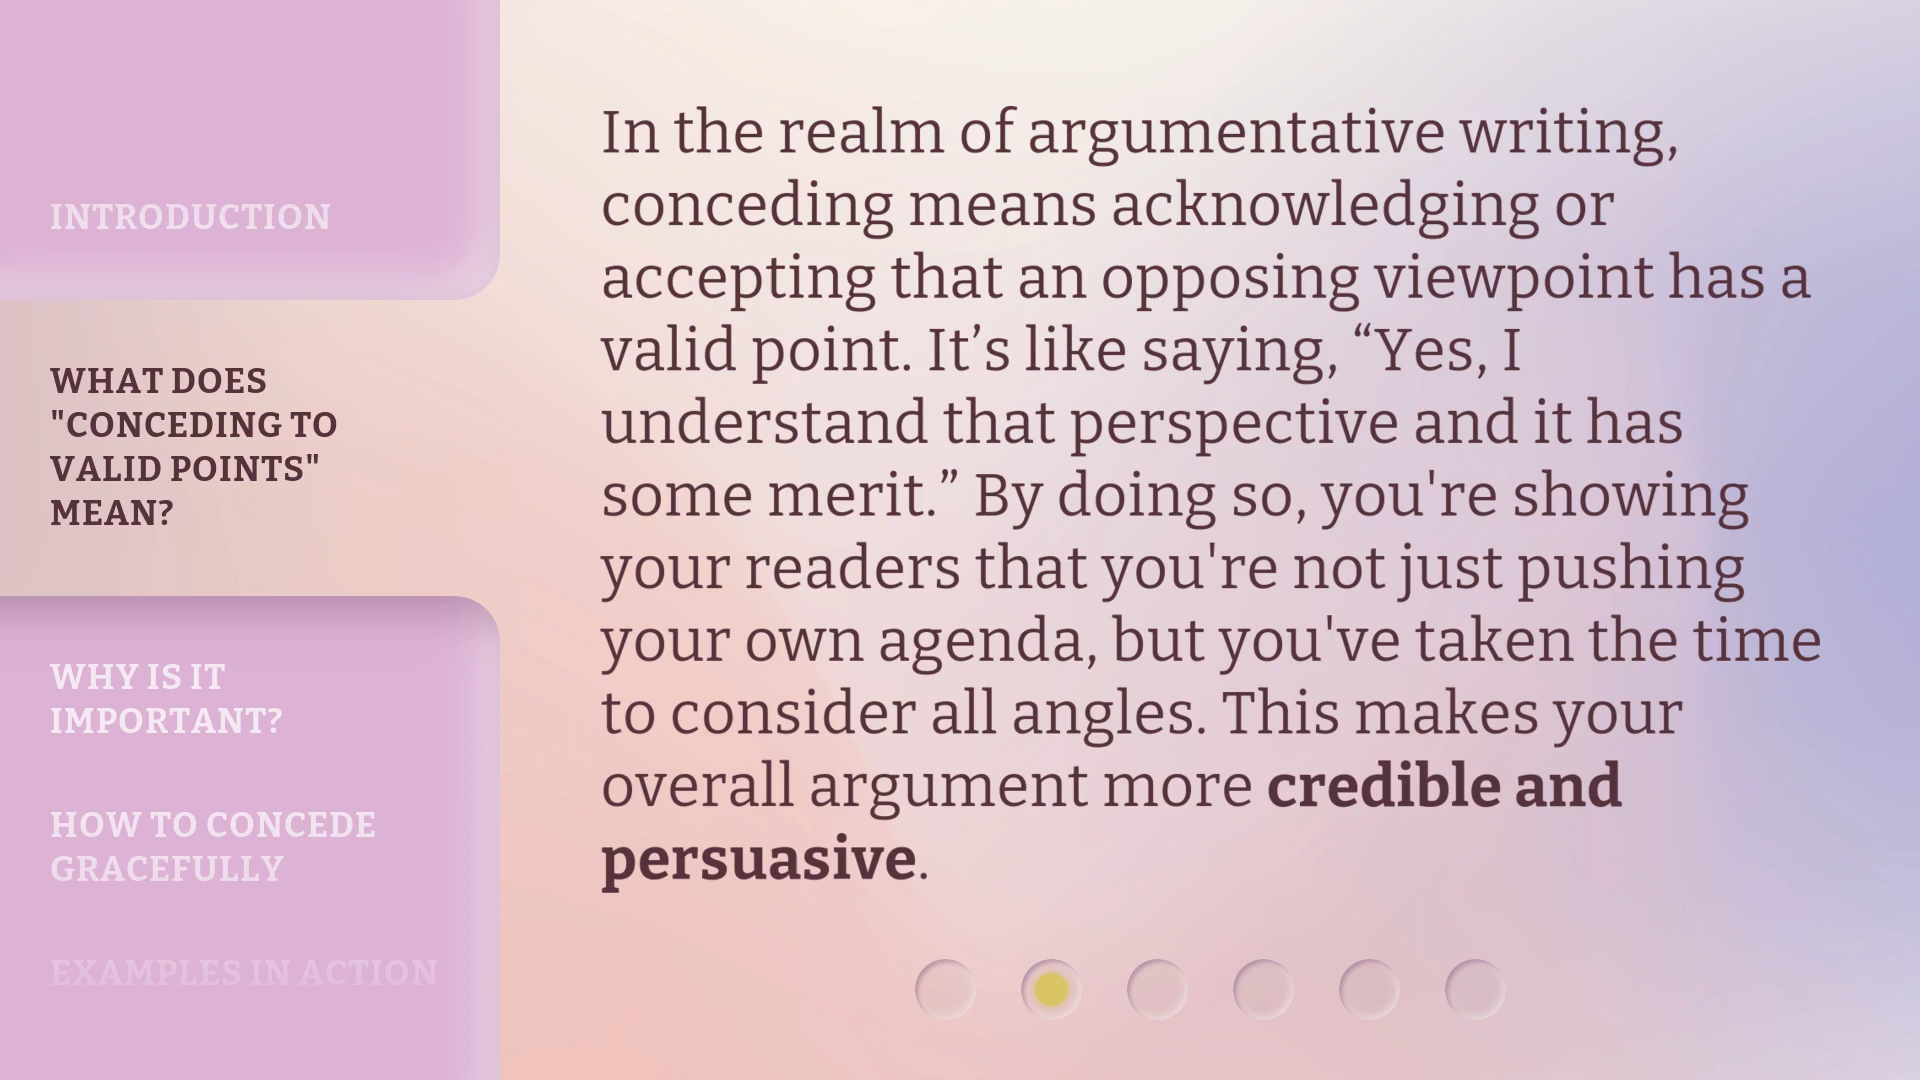 INTRODUCTION
WHAT DOES
"CONCEDING TO
VALID POINTS"
MEAN?
WHY IS IT
IMPORTANT?
HOW TO CONCEDE
GRACEFULLY
EXAMPLES IN ACTION
In the realm of argumentative writing,
conceding means acknowledging or
accepting that an opposing viewpoint has a
valid point. It’s like saying, “Yes, I
understand that perspective and it has
some merit.” By doing so, you're showing
your readers that you're not just pushing
your own agenda, but you've taken the time
to consider all angles. This makes your
overall argument more credible and
persuasive.